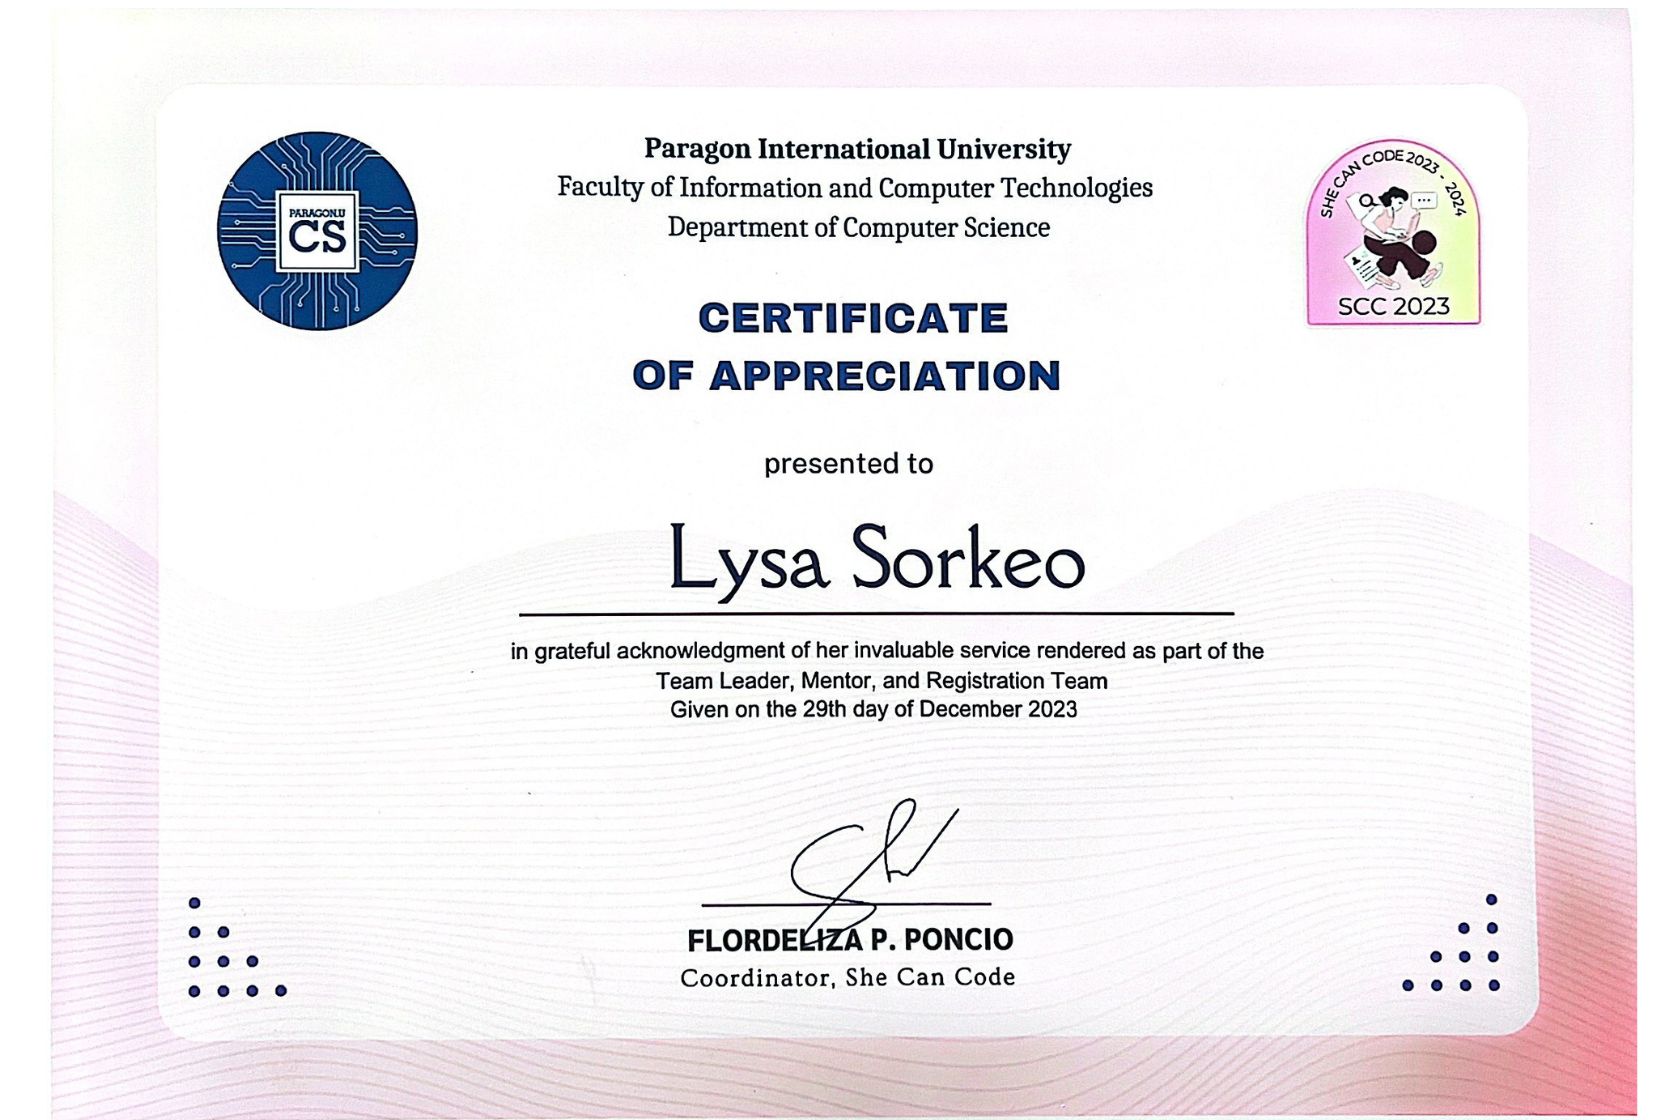 Paragon International University
Faculty of Information and Computer Technologies
Department of Computer Science
PARAGON.U
CS
SHE CAN CODE 2023 - 2024
SCC 2023
CERTIFICATE
OF APPRECIATION
presented to
Lysa Sorkeo
in grateful acknowledgment of her invaluable service rendered as part of the
Team Leader, Mentor, and Registration Team
Given on the 29th day of December 2023
FLORDELIZA P. PONCIO
Coordinator, She Can Code